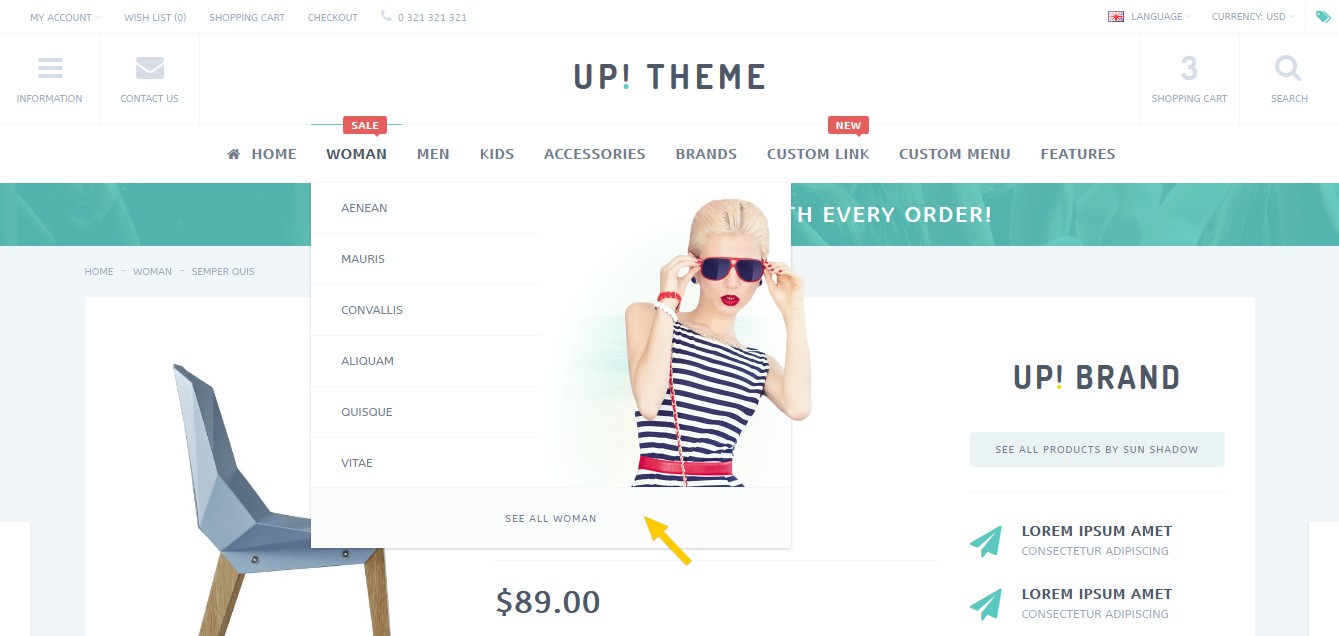 MY ACCOUNT WISH LIST (0) SHOPPING CART CHECKOUT 0 321 321 321 LANGUAGE CURRENCY: USD
INFORMATION CONTACT US
UP! THEME
3
SHOPPING CART SEARCH
SALE NEW
HOME WOMAN MEN KIDS ACCESSORIES BRANDS CUSTOM LINK CUSTOM MENU FEATURES
EVERY ORDER!
AENEAN
MAURIS
CONVALLIS
ALIQUAM
QUISQUE
VITAE
SEE ALL WOMAN
HOME - WOMAN - SEMPER QUIS
$89.00
UP! BRAND
SEE ALL PRODUCTS BY SUN SHADOW
LOREM IPSUM AMET
CONSECTETUR ADIPISCING
LOREM IPSUM AMET
CONSECTETUR ADIPISCING